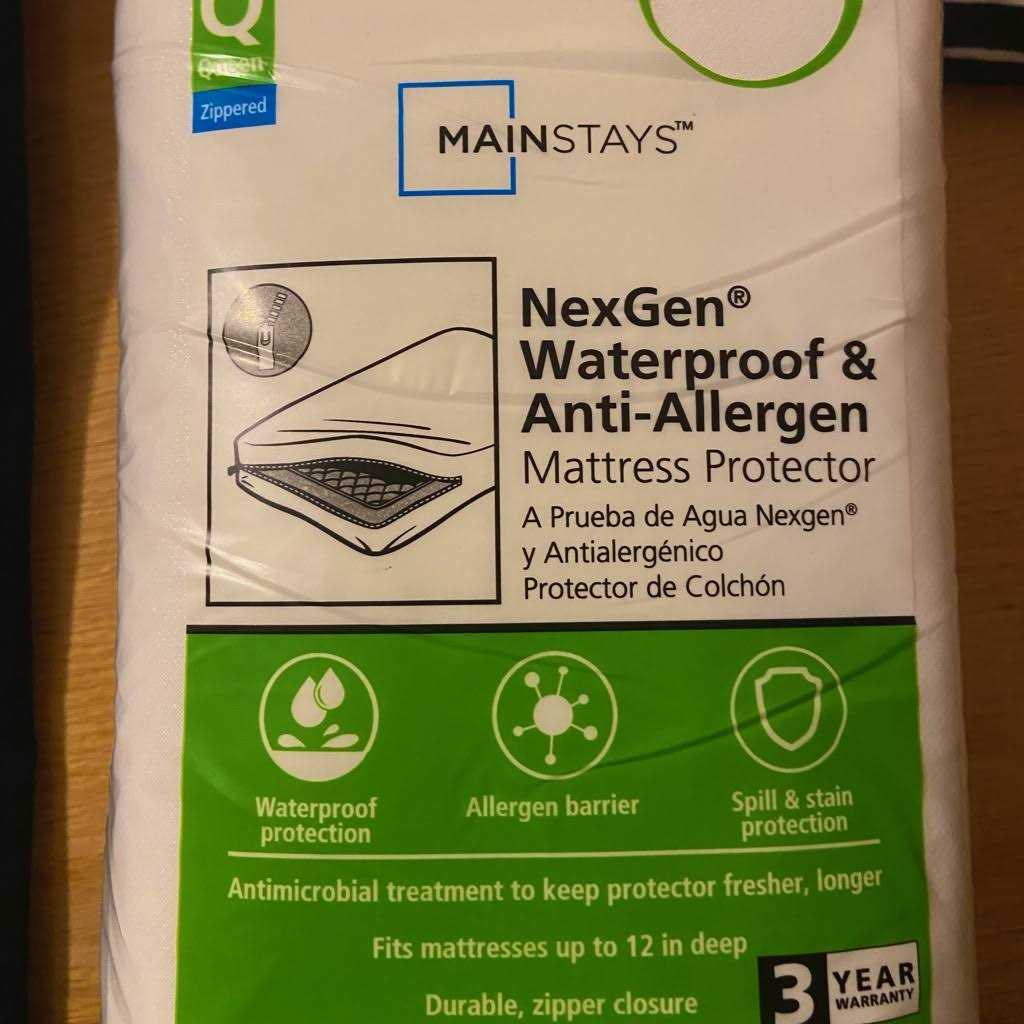 Q
Queen
Zippered
MAINSTAYS™
NexGen®
Waterproof &
Anti-Allergen
Mattress Protector
A Prueba de Agua Nexgen®
y Antialergénico
Protector de Colchón
Waterproof
protection
Allergen barrier
Spill & stain
protection
Antimicrobial treatment to keep protector fresher, longer
Fits mattresses up to 12 in deep
Durable, zipper closure
3 YEAR
WARRANTY